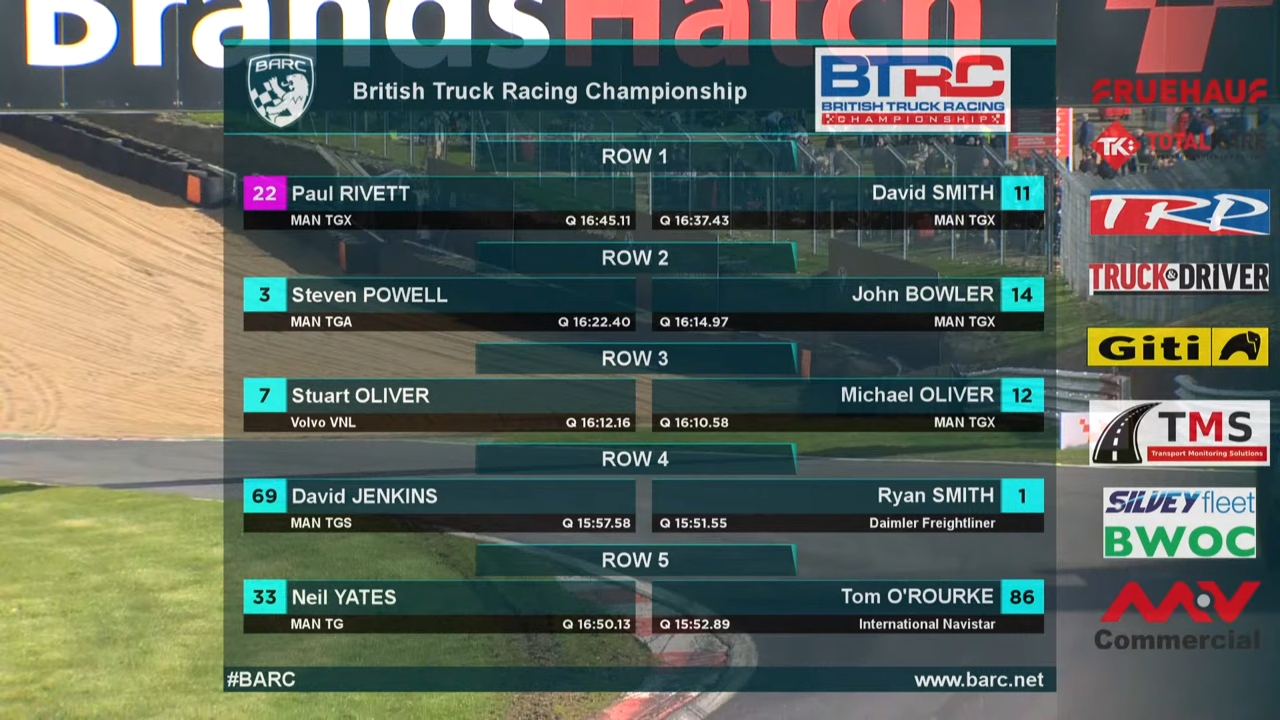 BrandsHatch
BARC
British Truck Racing Championship
BTRC
BRITISH TRUCK RACING
CHAMPIONSHIP
ROW 1
22 Paul RIVETT
MAN TGX Q 16:45.11
David SMITH 11
Q 16:37.43 MAN TGX
ROW 2
3 Steven POWELL
MAN TGA Q 16:22.40
John BOWLER 14
Q 16:14.97 MAN TGX
ROW 3
7 Stuart OLIVER
Volvo VNL Q 16:12.16
Michael OLIVER 12
Q 16:10.58 MAN TGX
ROW 4
69 David JENKINS
MAN TGS Q 15:57.58
Ryan SMITH 1
Q 15:51.55 Daimler Freightliner
ROW 5
33 Neil YATES
MAN TG Q 16:50.13
Tom O'ROURKE 86
Q 15:52.89 International Navistar
#BARC www.barc.net
FRUEHAUF
TK: TOTAL KARE
TRP
TRUCK & DRIVER
Giti
TMS
Transport Monitoring Solutions
SILVEY fleet
BWOC
MV
Commercial